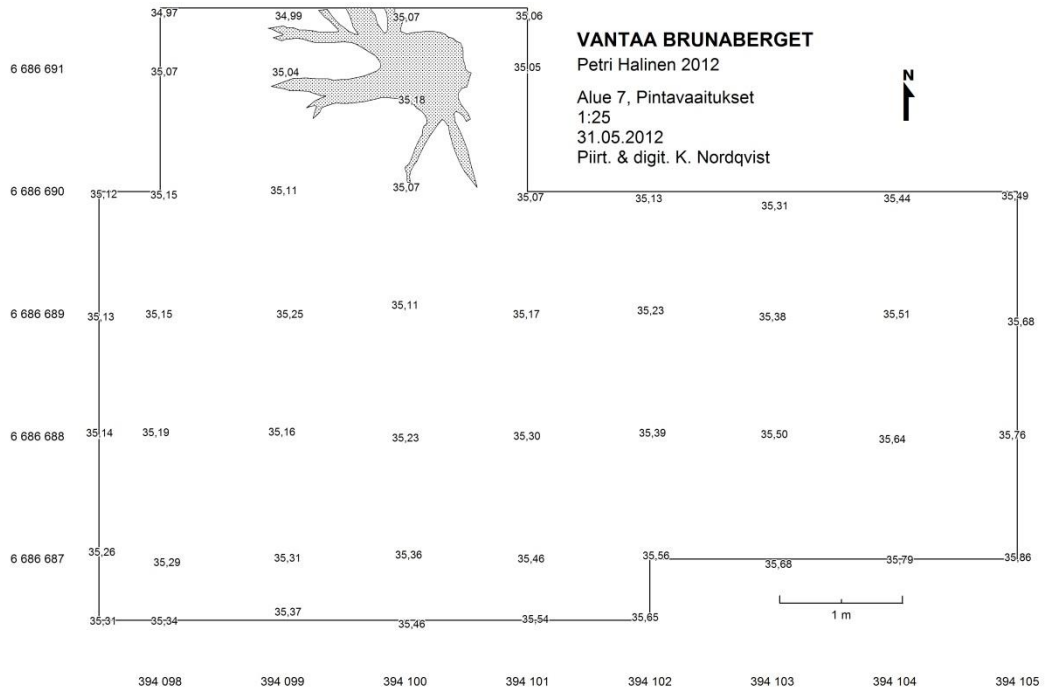 34,97 34,99 35,07 35,06
VANTAA BRUNABERGET
Petri Halinen 2012
N
6 686 691 35,07 35,04 35,05
Alue 7, Pintavaaitukset
35,18
1:25
31.05.2012
Piirt. & digit. K. Nordqvist
6 686 690 35,12 35,15 35,11 35,07 35,07 35,13 35,31 35,44 35,49
6 686 689 35,13 35,15 35,25 35,11 35,17 35,23 35,38 35,51 35,68
6 686 688 35,14 35,19 35,16 35,23 35,30 35,39 35,50 35,64 35,76
6 686 687 35,26 35,29 35,31 35,36 35,46 35,56 35,68 35,79 35,86
35,31 35,34 35,37 35,46 35,54 35,65
1 m
394 098 394 099 394 100 394 101 394 102 394 103 394 104 394 105